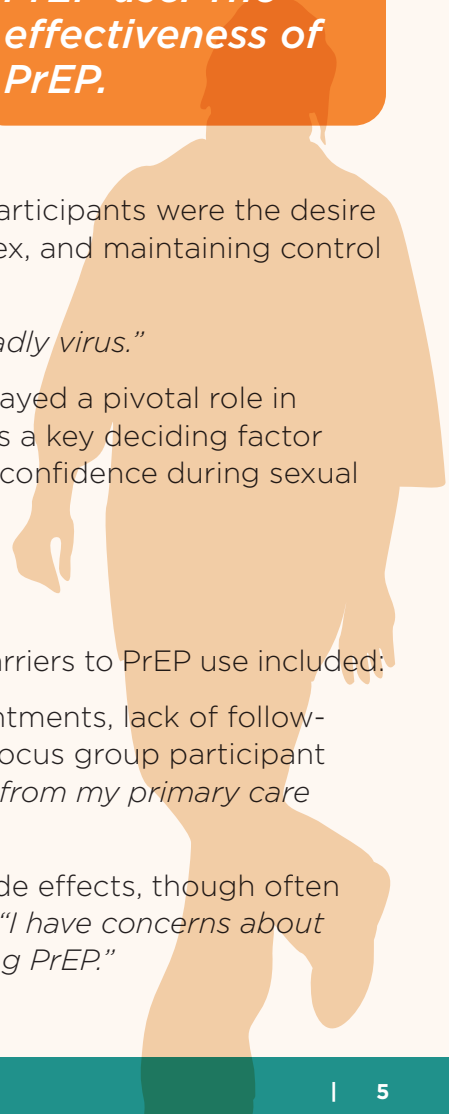 effectiveness of
PrEP.
articipants were the desire
ex, and maintaining control
adly virus.”
ayed a pivotal role in
s a key deciding factor
confidence during sexual
arriers to PrEP use included:
ntments, lack of follow-
ocus group participant
from my primary care
de effects, though often
“I have concerns about
g PrEP.”
| 5